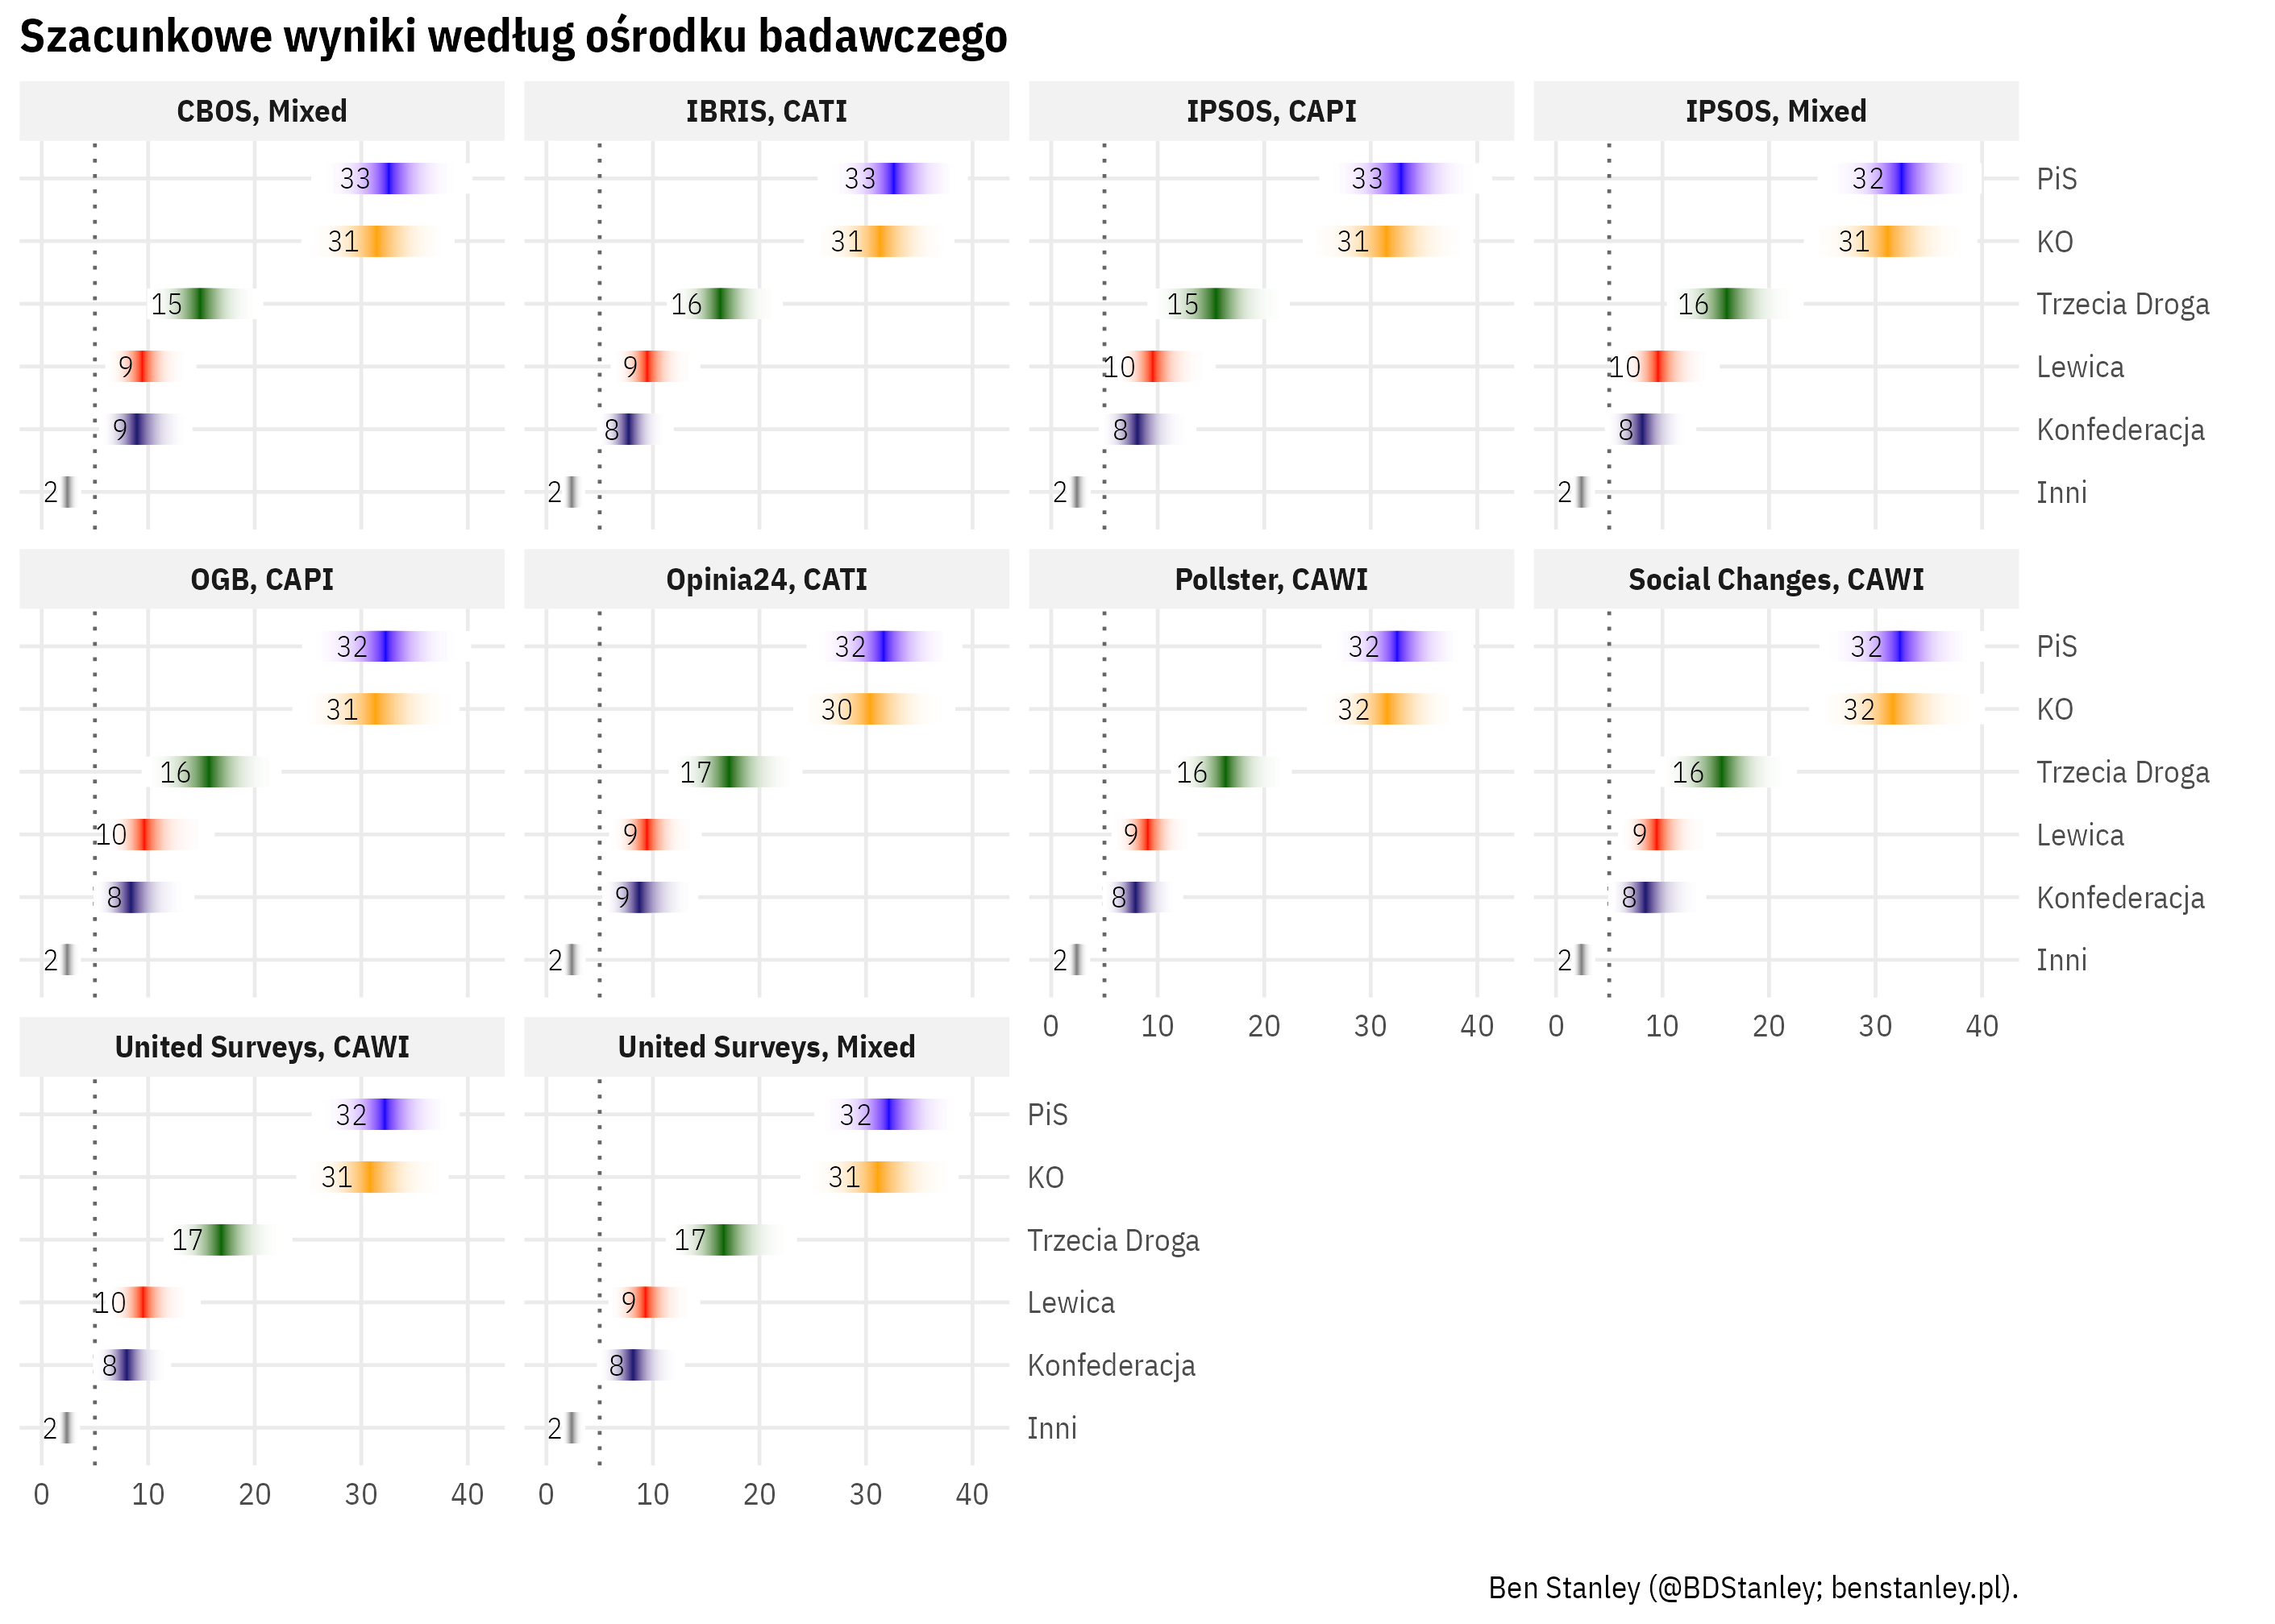 Szacunkowe wyniki według ośrodku badawczego
CBOS, Mixed
IBRIS, CATI
IPSOS, CAPI
IPSOS, Mixed
33 33 33 32 PiS
31 31 31 31 KO
15 16 15 16 Trzecia Droga
9 9 10 10 Lewica
9 8 8 8 Konfederacja
2 2 2 2 Inni
OGB, CAPI
Opinia24, CATI
Pollster, CAWI
Social Changes, CAWI
32 32 32 32 PiS
31 30 32 32 KO
16 17 16 16 Trzecia Droga
10 9 9 9 Lewica
8 9 8 8 Konfederacja
2 2 2 2 Inni
0 10 20 30 40 0 10 20 30 40
United Surveys, CAWI
United Surveys, Mixed
32 32 PiS
31 31 KO
17 17 Trzecia Droga
10 9 Lewica
8 8 Konfederacja
2 2 Inni
0 10 20 30 40 0 10 20 30 40
Ben Stanley (@BDStanley; benstanley.pl).